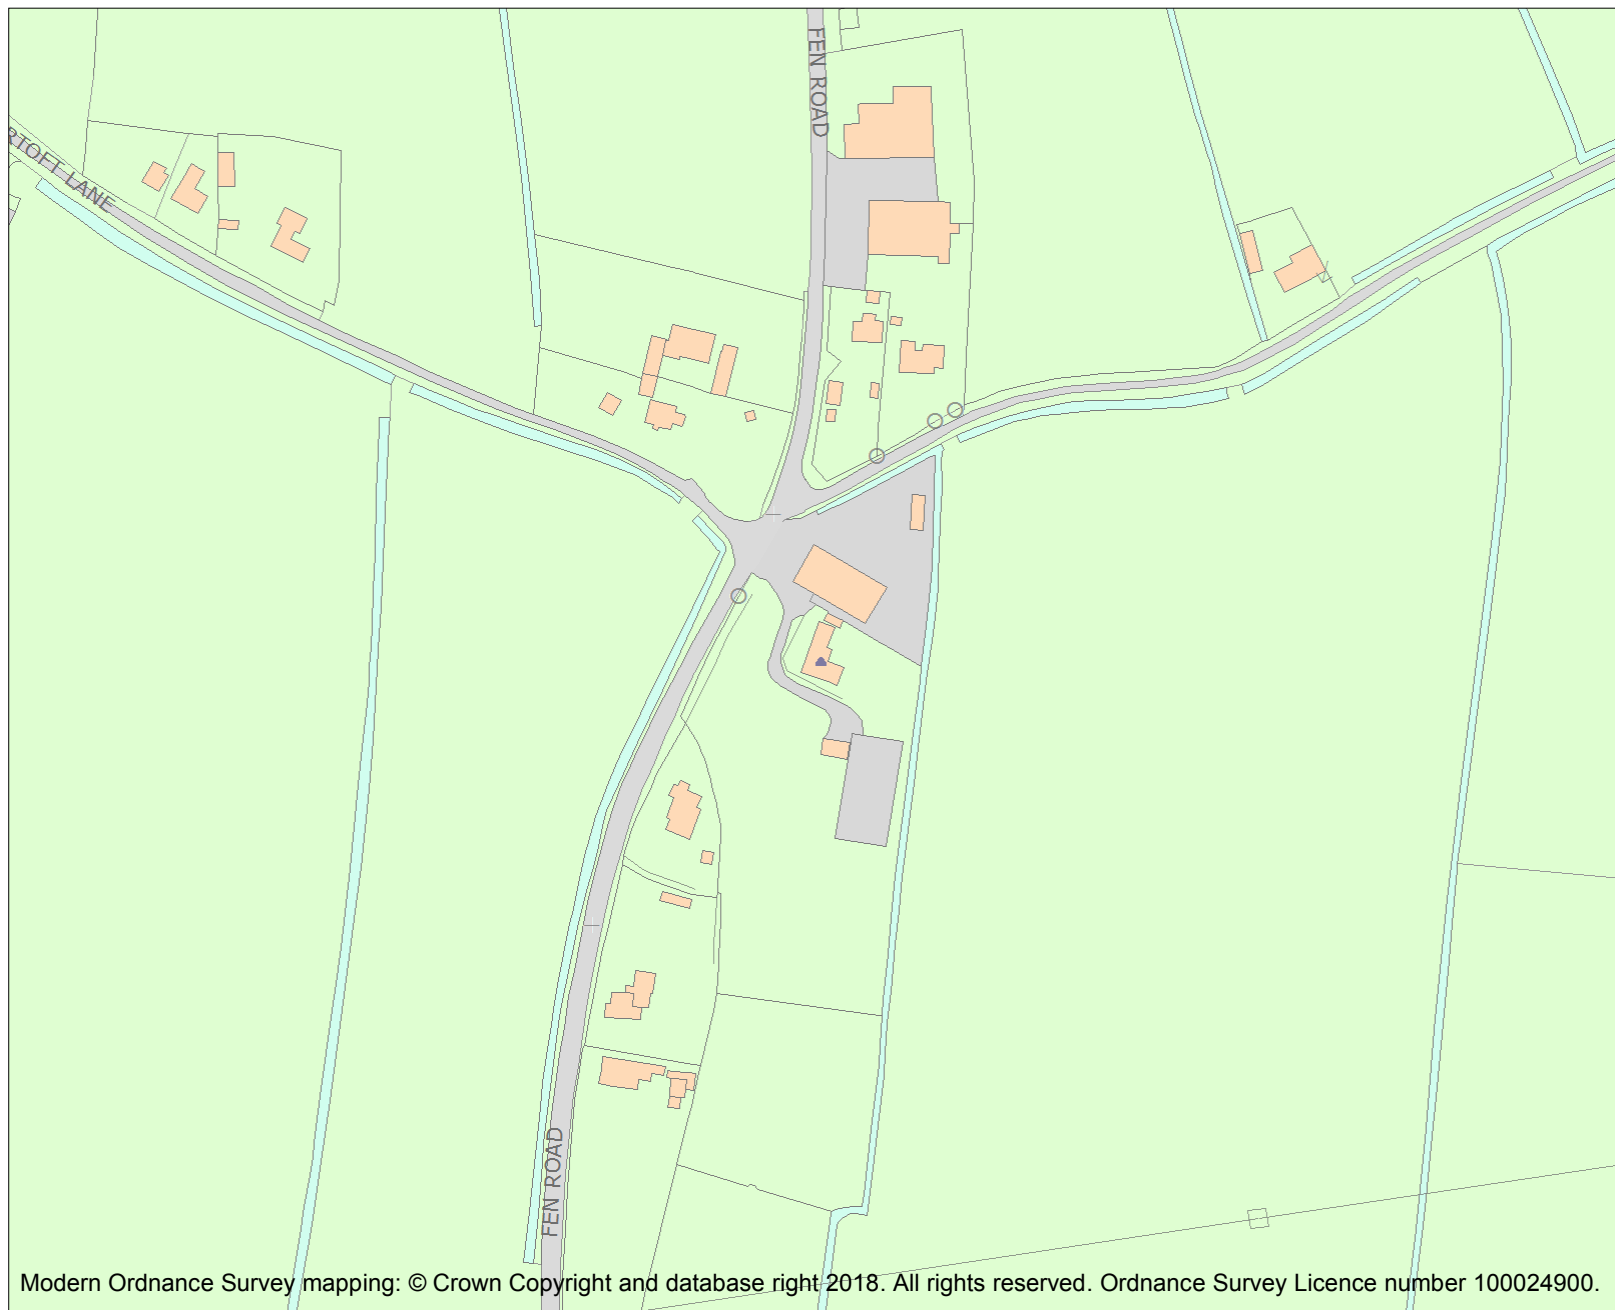 FEN ROAD
RTOFT LANE
FEN ROAD
Modern Ordnance Survey mapping: © Crown Copyright and database right 2018. All rights reserved. Ordnance Survey Licence number 100024900.